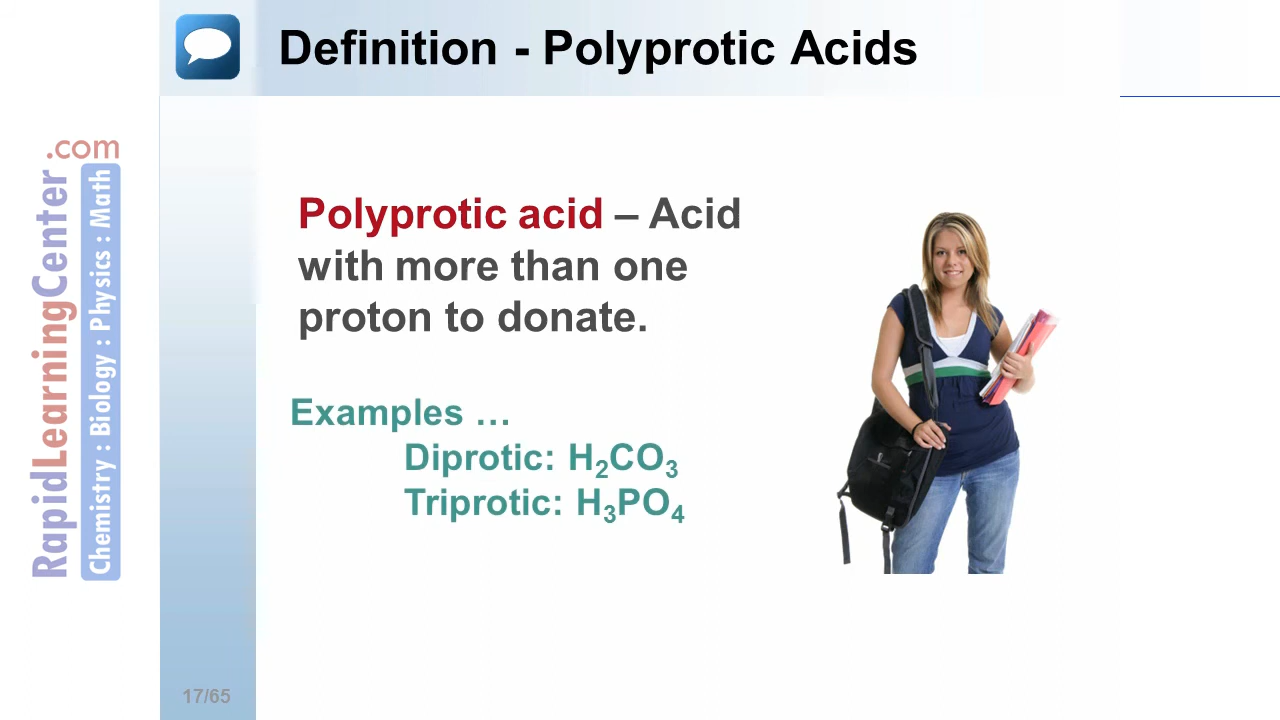 Definition - Polyprotic Acids
RapidLearningCenter.com
Chemistry : Biology : Physics : Math
Polyprotic acid – Acid
with more than one
proton to donate.
Examples …
Diprotic: H₂CO₃
Triprotic: H₃PO₄
17/65